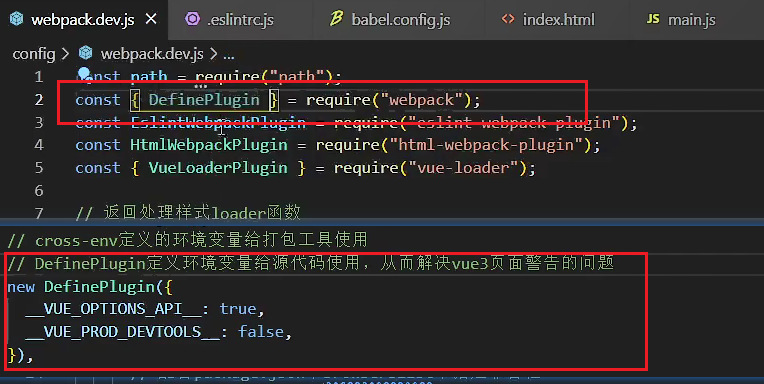 webpack.dev.js
.eslintrc.js
babel.config.js
index.html
JS main.js
config > webpack.dev.js > ...
1 const path = require("path");
2 const { DefinePlugin } = require("webpack");
3 const EslintWebpackPlugin = require("eslint-webpack-plugin");
4 const HtmlWebpackPlugin = require("html-webpack-plugin");
5 const { VueLoaderPlugin } = require("vue-loader");
6
7 // 返回处理样式loader函数
// cross-env定义的环境变量给打包工具使用
// DefinePlugin定义环境变量给源代码使用，从而解决vue3页面警告的问题
new DefinePlugin({
__VUE_OPTIONS_API__: true,
__VUE_PROD_DEVTOOLS__: false,
}),